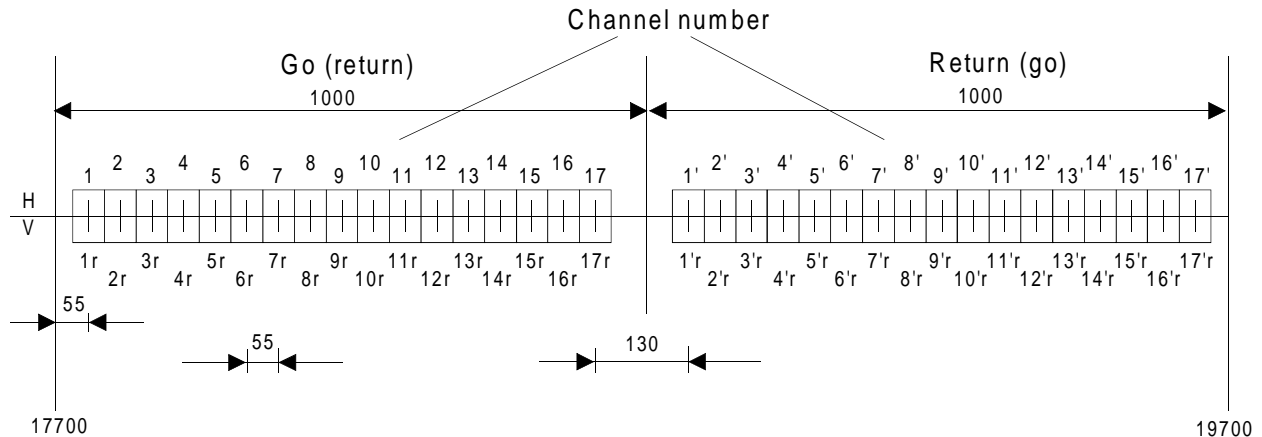 Channel number
Go (return) Return (go)
1000 1000
1 2 3 4 5 6 7 8 9 10 11 12 13 14 15 16 17 1' 2' 3' 4' 5' 6' 7' 8' 9' 10' 11' 12' 13' 14' 15' 16' 17'
H
V
1r 2r 3r 4r 5r 6r 7r 8r 9r 10r 11r 12r 13r 14r 15r 16r 17r 1'r 2'r 3'r 4'r 5'r 6'r 7'r 8'r 9'r 10'r 11'r 12'r 13'r 14'r 15'r 16'r 17'r
55
55 130
17700 19700